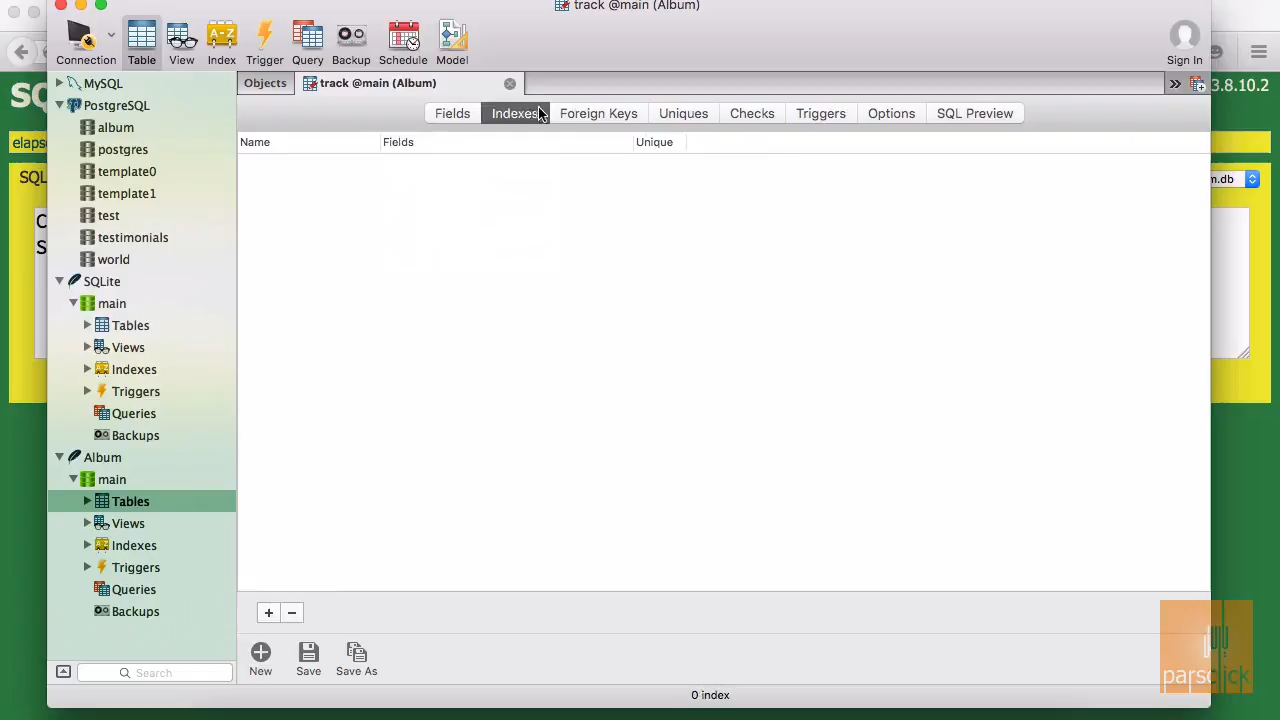 track @main (Album)
Connection Table View Index Trigger Query Backup Schedule Model Sign In
SQ
3.8.10.2
elaps
SQL
m.db
C
S
MySQL
PostgreSQL
album
postgres
template0
template1
test
testimonials
world
SQLite
main
Tables
Views
Indexes
Triggers
Queries
Backups
Album
main
Tables
Views
Indexes
Triggers
Queries
Backups
Search
Objects track @main (Album)
Fields Indexes Foreign Keys Uniques Checks Triggers Options SQL Preview
Name Fields Unique
New Save Save As
0 index
parsclick